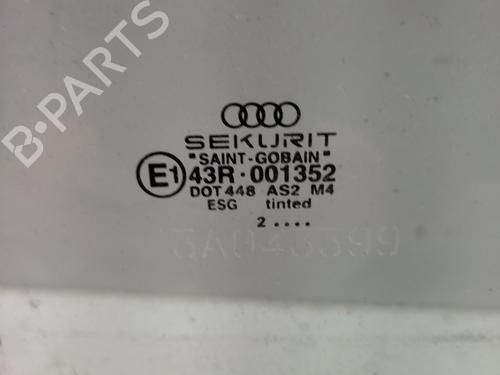 B-PARTS
SEKURIT
"SAINT-GOBAIN"
E1 43R-001352
DOT 448 AS2 M4
ESG tinted
2 ....